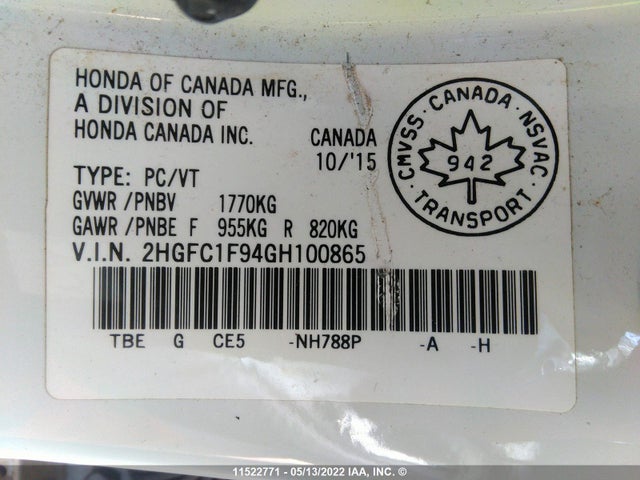 HONDA OF CANADA MFG.,
A DIVISION OF
HONDA CANADA INC. CANADA
10/'15
TYPE: PC/VT
GVWR /PNBV 1770KG
GAWR /PNBE F 955KG R 820KG
V.I.N. 2HGFC1F94GH100865
TBE G CE5 -NH788P -A -H
CMVSS · CANADA · NSVAC
942
TRANSPORT
11522771 - 05/13/2022 IAA, INC. ©